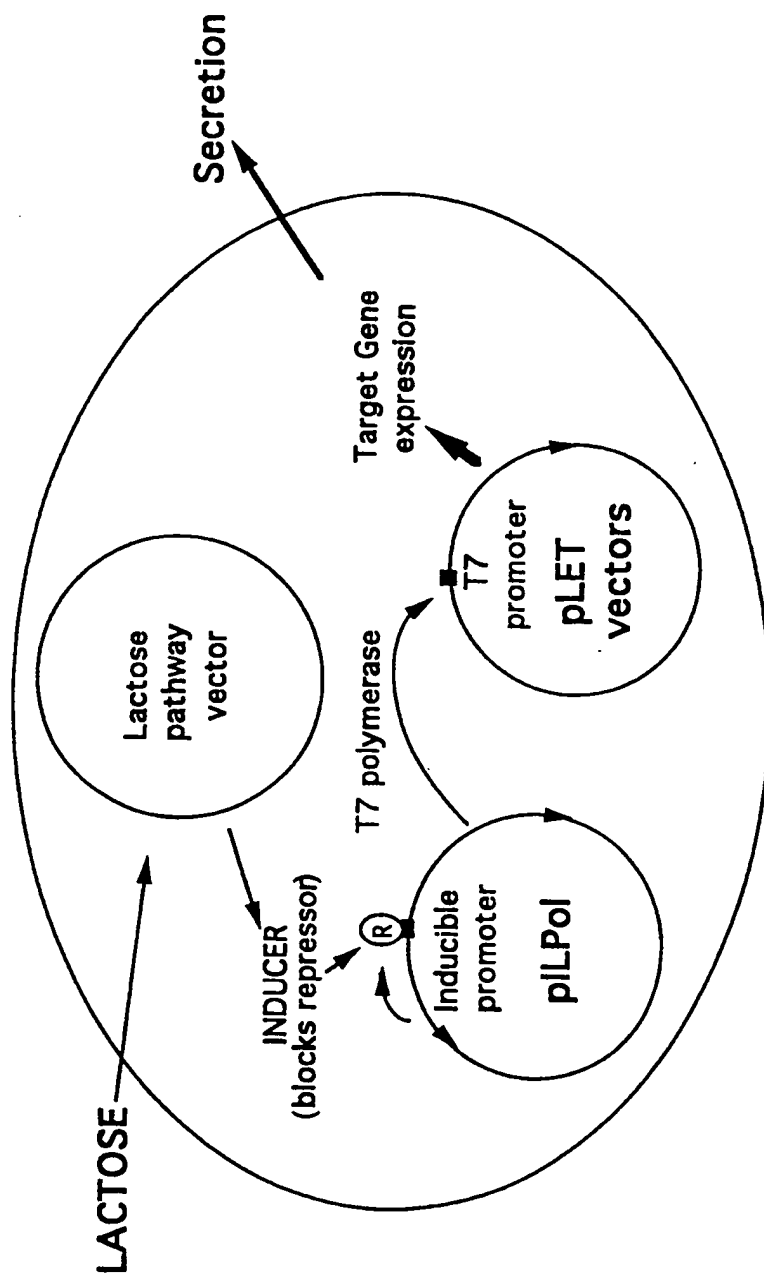 LACTOSE
Lactose
pathway
vector
INDUCER
(blocks repressor)
R
Inducible
promoter
pILPol
T7 polymerase
T7
promoter
pLET
vectors
Target Gene
expression
Secretion